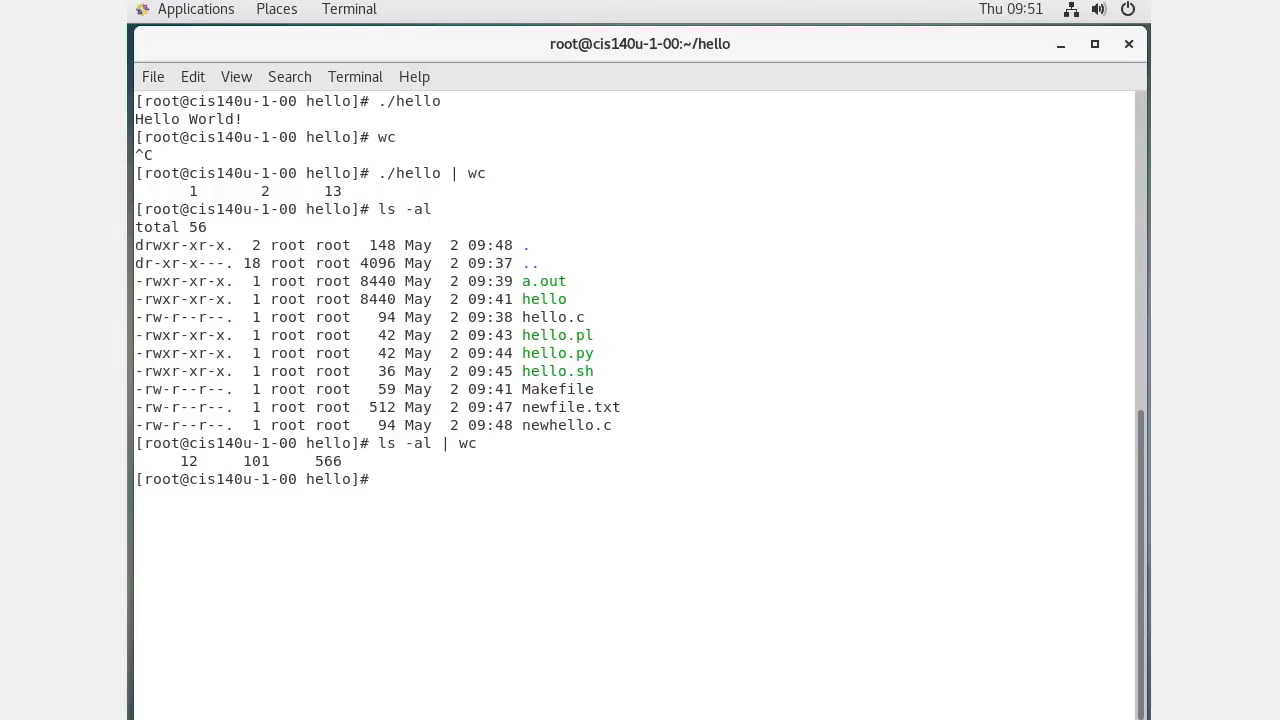 Applications Places Terminal Thu 09:51
root@cis140u-1-00:~/hello
File Edit View Search Terminal Help
[root@cis140u-1-00 hello]# ./hello
Hello World!
[root@cis140u-1-00 hello]# wc
^C
[root@cis140u-1-00 hello]# ./hello | wc
      1       2      13
[root@cis140u-1-00 hello]# ls -al
total 56
drwxr-xr-x.  2 root root  148 May  2 09:48 .
dr-xr-x---. 18 root root 4096 May  2 09:37 ..
-rwxr-xr-x.  1 root root 8440 May  2 09:39 a.out
-rwxr-xr-x.  1 root root 8440 May  2 09:41 hello
-rw-r--r--.  1 root root   94 May  2 09:38 hello.c
-rwxr-xr-x.  1 root root   42 May  2 09:43 hello.pl
-rwxr-xr-x.  1 root root   42 May  2 09:44 hello.py
-rwxr-xr-x.  1 root root   36 May  2 09:45 hello.sh
-rw-r--r--.  1 root root   59 May  2 09:41 Makefile
-rw-r--r--.  1 root root  512 May  2 09:47 newfile.txt
-rw-r--r--.  1 root root   94 May  2 09:48 newhello.c
[root@cis140u-1-00 hello]# ls -al | wc
     12     101     566
[root@cis140u-1-00 hello]#